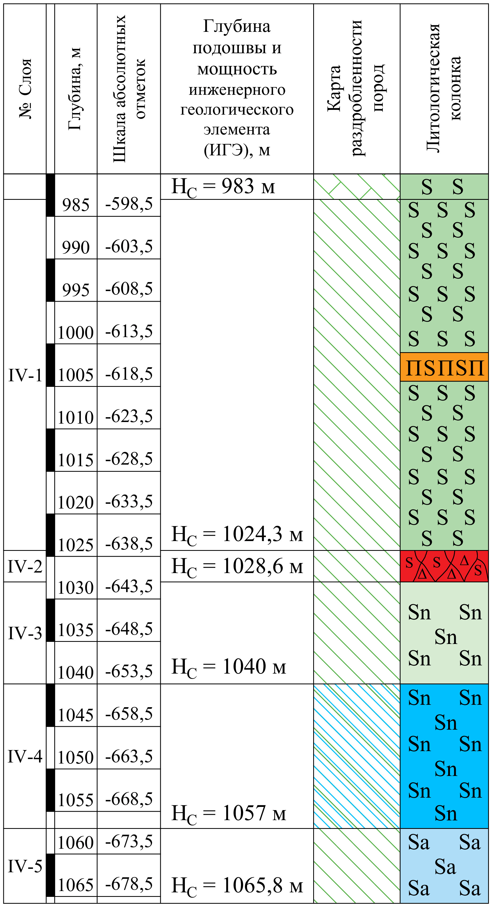 № Слоя
Глубина, м
Шкала абсолютных
отметок
Глубина
подошвы и
мощность
инженерного
геологического
элемента
(ИГЭ), м
Карта
раздробленности
пород
Литологическая
колонка
HC = 983 м
S S
985 -598,5
S S S
S S
990 -603,5
S S S
S S
995 -608,5
S S S
S S
1000 -613,5
S S S
IV-1
1005 -618,5
ПSПSП
S S S
1010 -623,5
S S
S S S
1015 -628,5
S S
S S S
1020 -633,5
S S S
S S
1025 -638,5
HC = 1024,3 м
S S S
IV-2
HC = 1028,6 м
S S Δ
Δ Δ S
1030 -643,5
IV-3
Sn Sn
1035 -648,5
Sn
1040 -653,5
HC = 1040 м
Sn Sn
Sn Sn
1045 -658,5
Sn
IV-4
1050 -663,5
Sn Sn
Sn
1055 -668,5
Sn Sn
HC = 1057 м
Sn
1060 -673,5
Sa Sa
IV-5
Sa
1065 -678,5
HC = 1065,8 м
Sa Sa